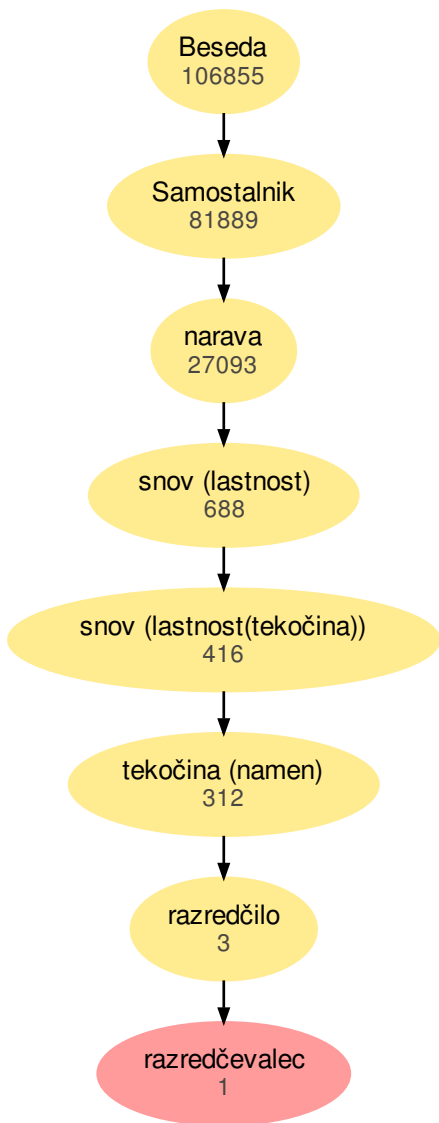 Beseda
106855
Samostalnik
81889
narava
27093
snov (lastnost)
688
snov (lastnost(tekočina))
416
tekočina (namen)
312
razredčilo
3
razredčevalec
1